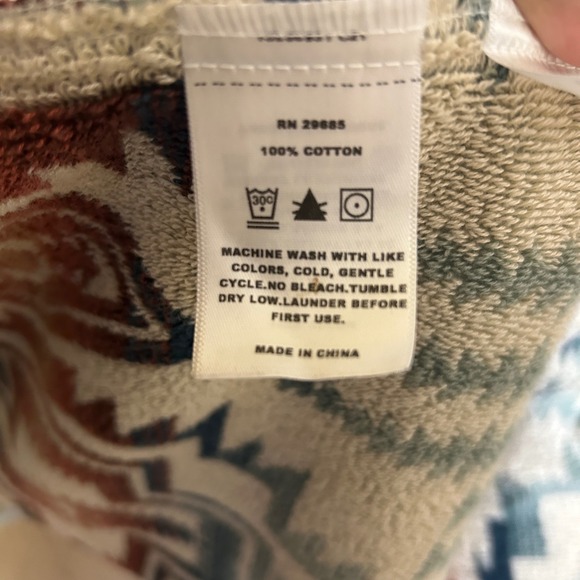 RN 29685
100% COTTON
30°
MACHINE WASH WITH LIKE
COLORS, COLD, GENTLE
CYCLE.NO BLEACH.TUMBLE
DRY LOW.LAUNDER BEFORE
FIRST USE.
MADE IN CHINA